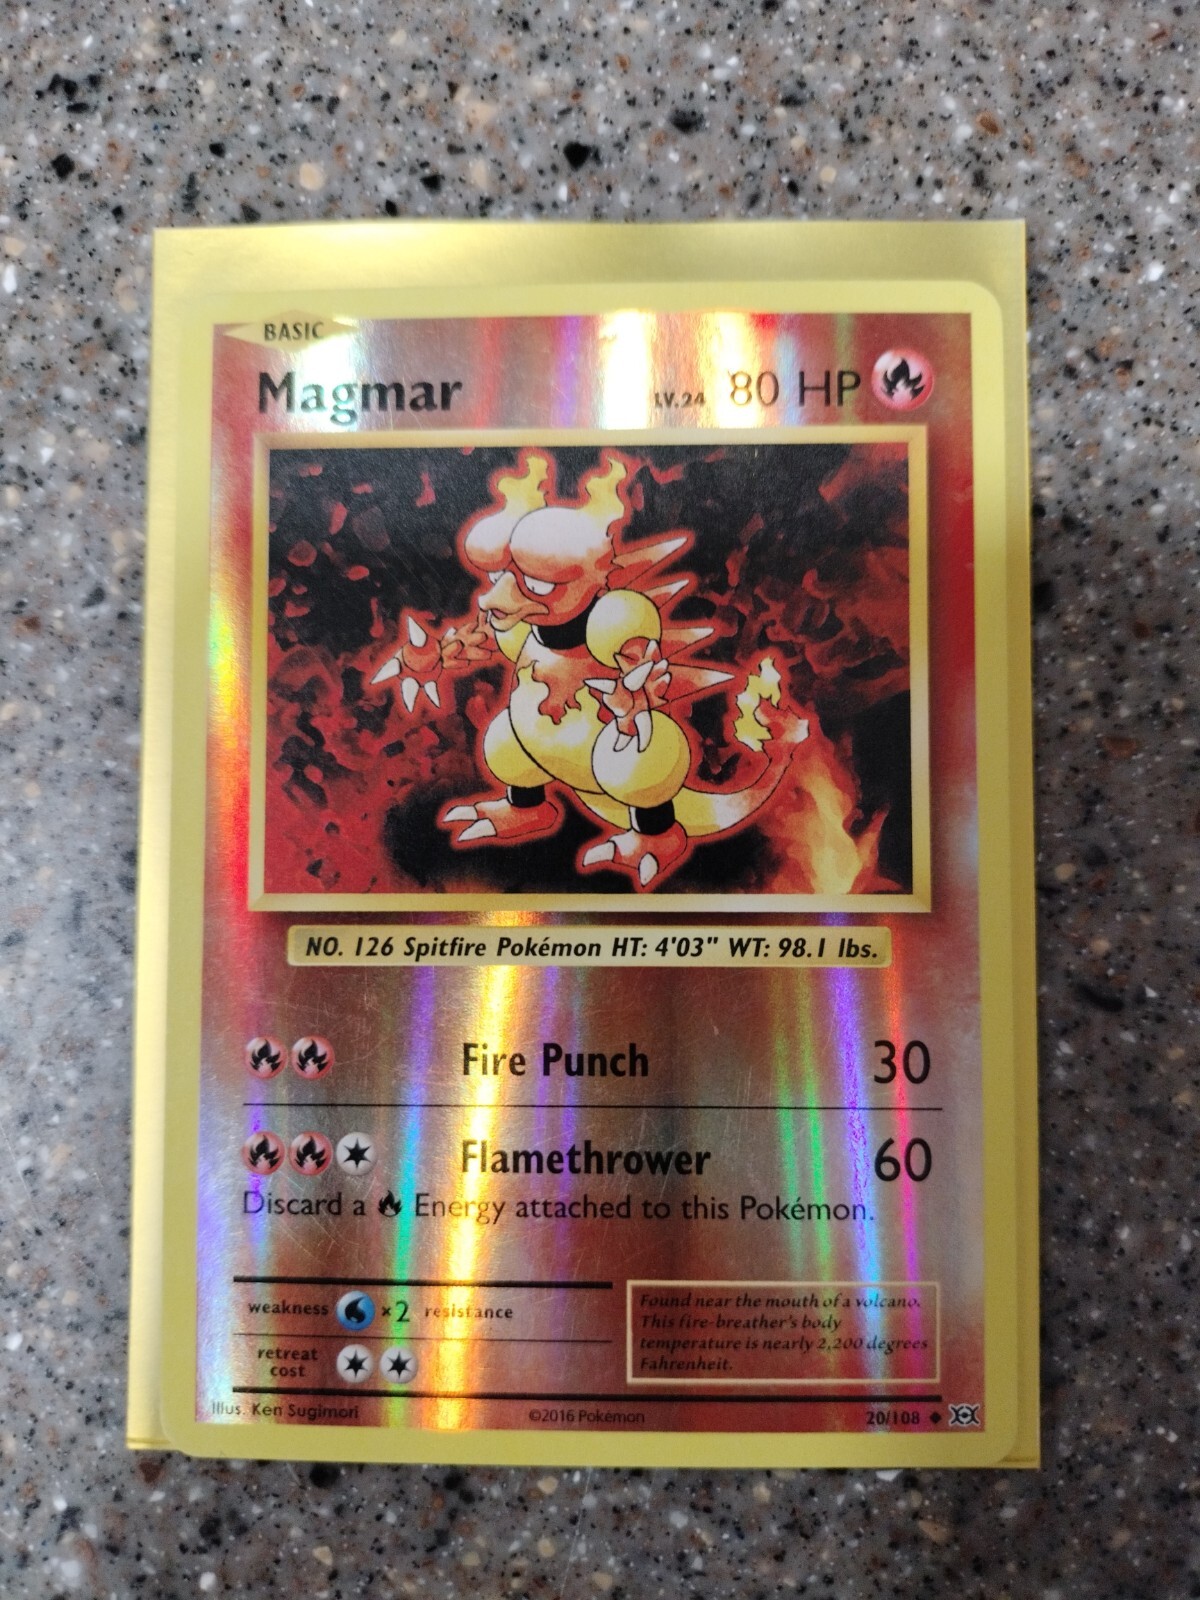 BASIC
Magmar LV.24 80 HP
NO. 126 Spitfire Pokémon HT: 4'03" WT: 98.1 lbs.
Fire Punch 30
Flamethrower 60
Discard a Energy attached to this Pokémon.
weakness ×2 resistance
retreat cost
Found near the mouth of a volcano.
This fire-breather's body
temperature is nearly 2,200 degrees
Fahrenheit.
Illus. Ken Sugimori ©2016 Pokémon 20/108